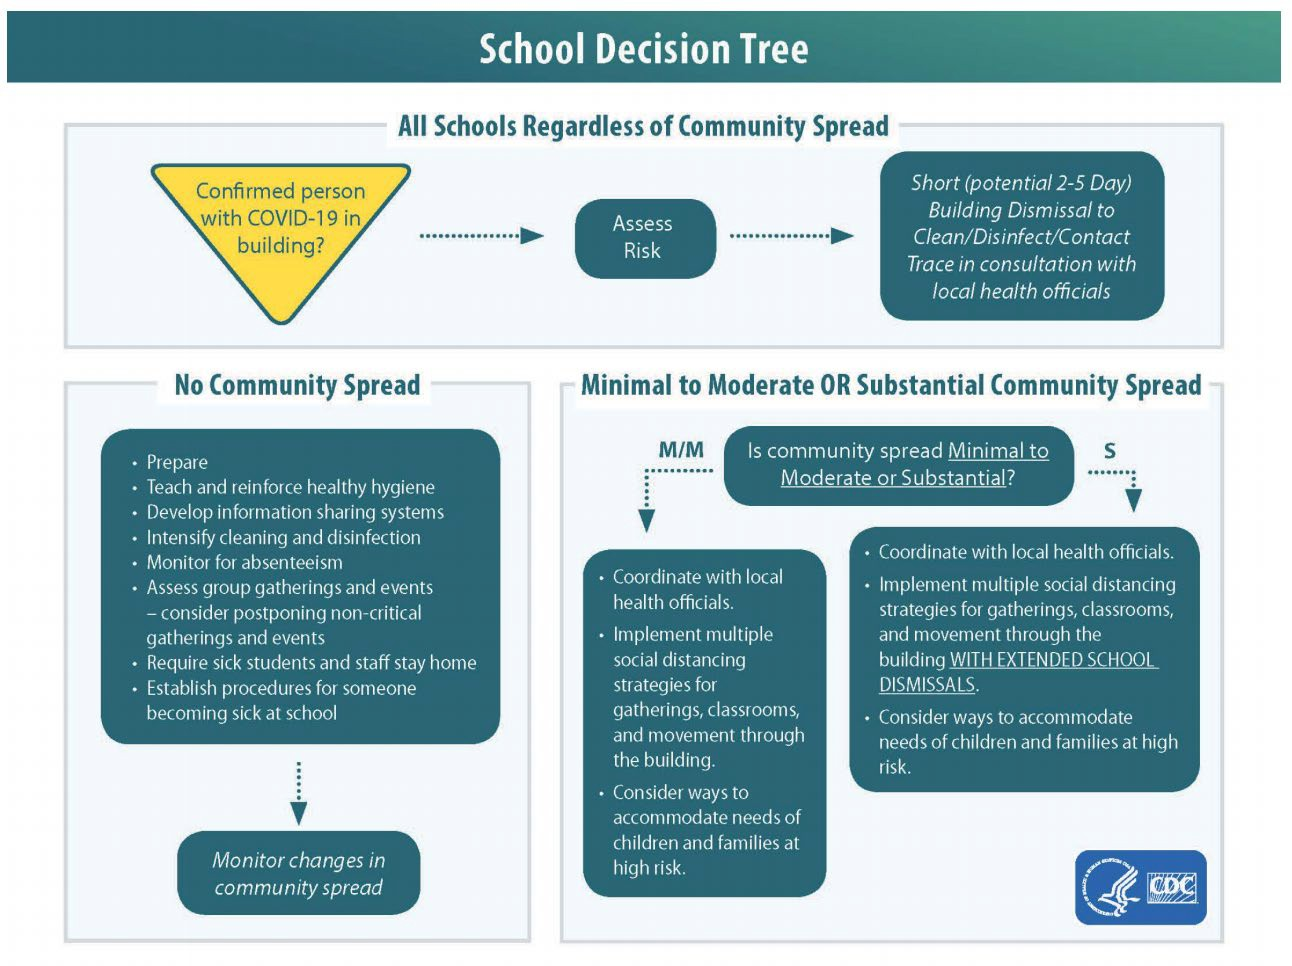 School Decision Tree
All Schools Regardless of Community Spread
Confirmed person
with COVID-19 in
building?
Assess
Risk
Short (potential 2-5 Day)
Building Dismissal to
Clean/Disinfect/Contact
Trace in consultation with
local health officials
No Community Spread
• Prepare
• Teach and reinforce healthy hygiene
• Develop information sharing systems
• Intensify cleaning and disinfection
• Monitor for absenteeism
• Assess group gatherings and events
– consider postponing non-critical
gatherings and events
• Require sick students and staff stay home
• Establish procedures for someone
becoming sick at school
Monitor changes in
community spread
Minimal to Moderate OR Substantial Community Spread
M/M
Is community spread Minimal to
Moderate or Substantial?
S
• Coordinate with local
health officials.
• Implement multiple
social distancing
strategies for
gatherings, classrooms,
and movement through
the building.
• Consider ways to
accommodate needs of
children and families at
high risk.
• Coordinate with local health officials.
• Implement multiple social distancing
strategies for gatherings, classrooms,
and movement through the
building WITH EXTENDED SCHOOL
DISMISSALS.
• Consider ways to accommodate
needs of children and families at high
risk.
CDC